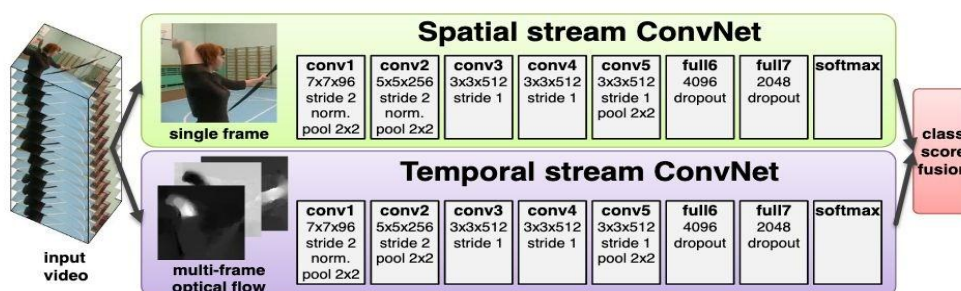 Spatial stream ConvNet
conv1
7x7x96
stride 2
norm.
pool 2x2
conv2
5x5x256
stride 2
norm.
pool 2x2
conv3
3x3x512
stride 1
conv4
3x3x512
stride 1
conv5
3x3x512
stride 1
pool 2x2
full6
4096
dropout
full7
2048
dropout
softmax
single frame
Temporal stream ConvNet
conv1
7x7x96
stride 2
norm.
pool 2x2
conv2
5x5x256
stride 2
pool 2x2
conv3
3x3x512
stride 1
conv4
3x3x512
stride 1
conv5
3x3x512
stride 1
pool 2x2
full6
4096
dropout
full7
2048
dropout
softmax
multi-frame
optical flow
input
video
class
score
fusion